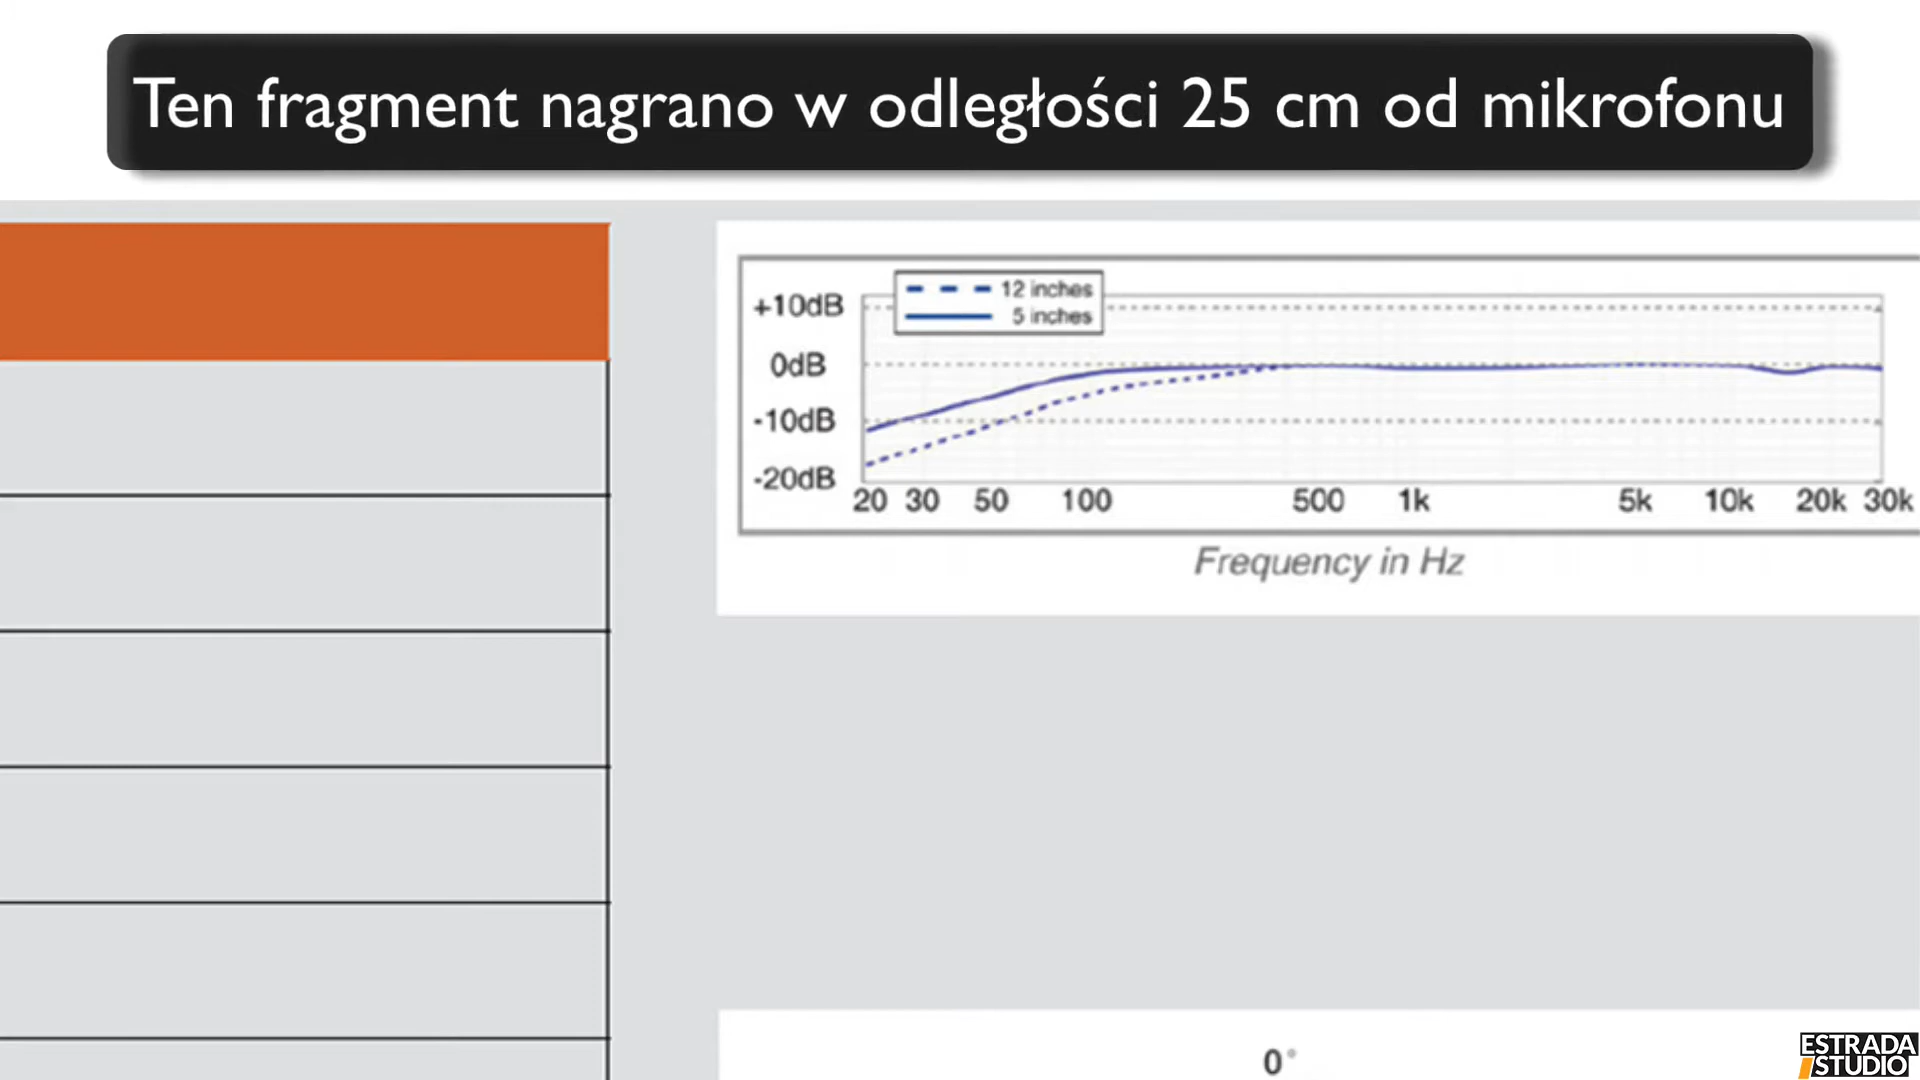 Ten fragment nagrano w odległości 25 cm od mikrofonu
12 inches
5 inches
+10dB
0dB
-10dB
-20dB
20 30 50 100 500 1k 5k 10k 20k 30k
Frequency in Hz
0°
ESTRADA
/STUDIO